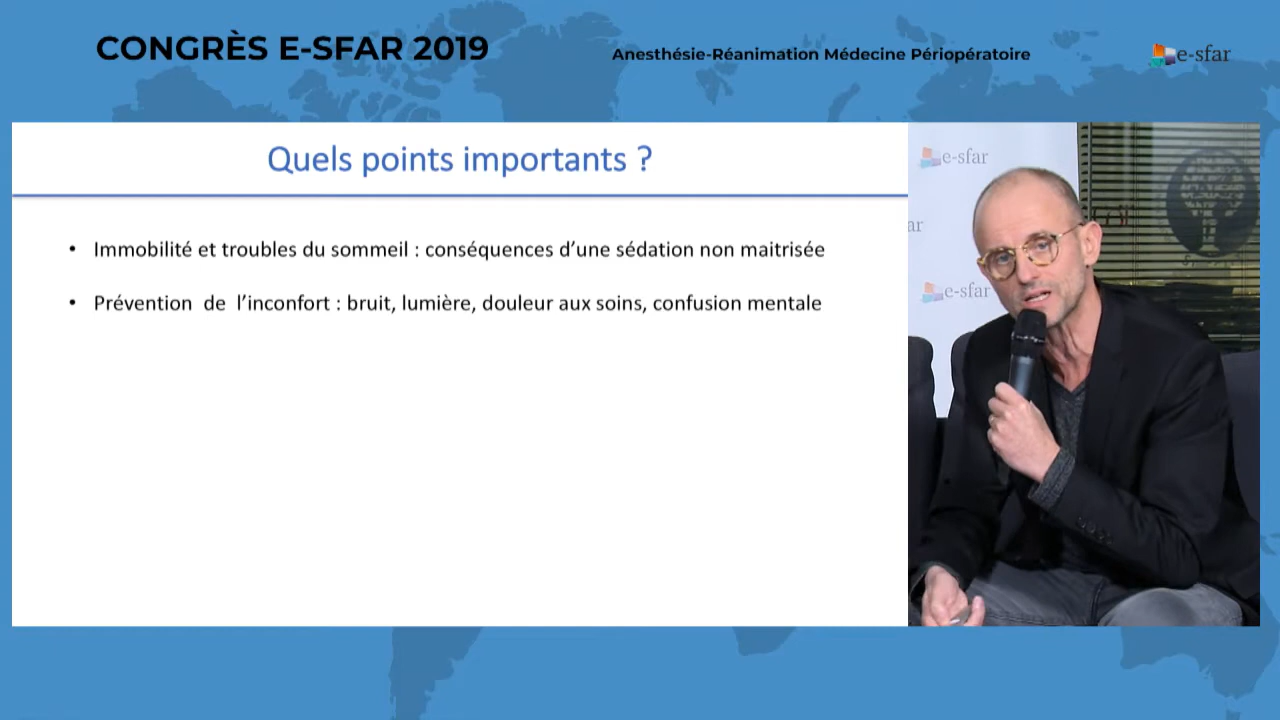 CONGRÈS E-SFAR 2019
Anesthésie-Réanimation Médecine Périopératoire
e-sfar
Quels points importants ?
• Immobilité et troubles du sommeil : conséquences d’une sédation non maitrisée
• Prévention de l’inconfort : bruit, lumière, douleur aux soins, confusion mentale
e-sfar
ar
e-sfar